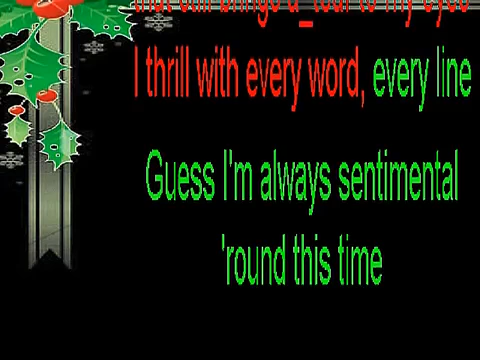 I thrill with every word, every line
Guess I'm always sentimental
'round this time